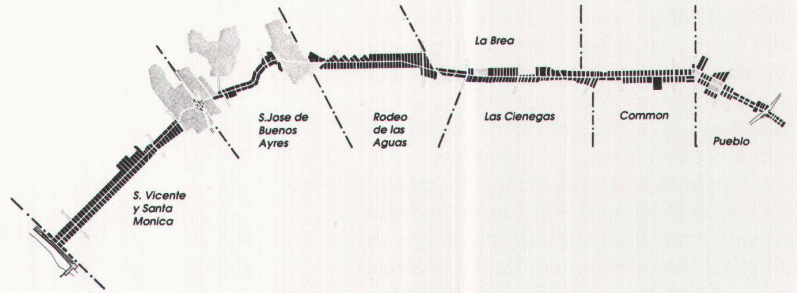 La Brea
S.Jose de
Buenos
Ayres
Rodeo
de las
Aguas
Las Cienegas
Common
Pueblo
S. Vicente
y Santa
Monica